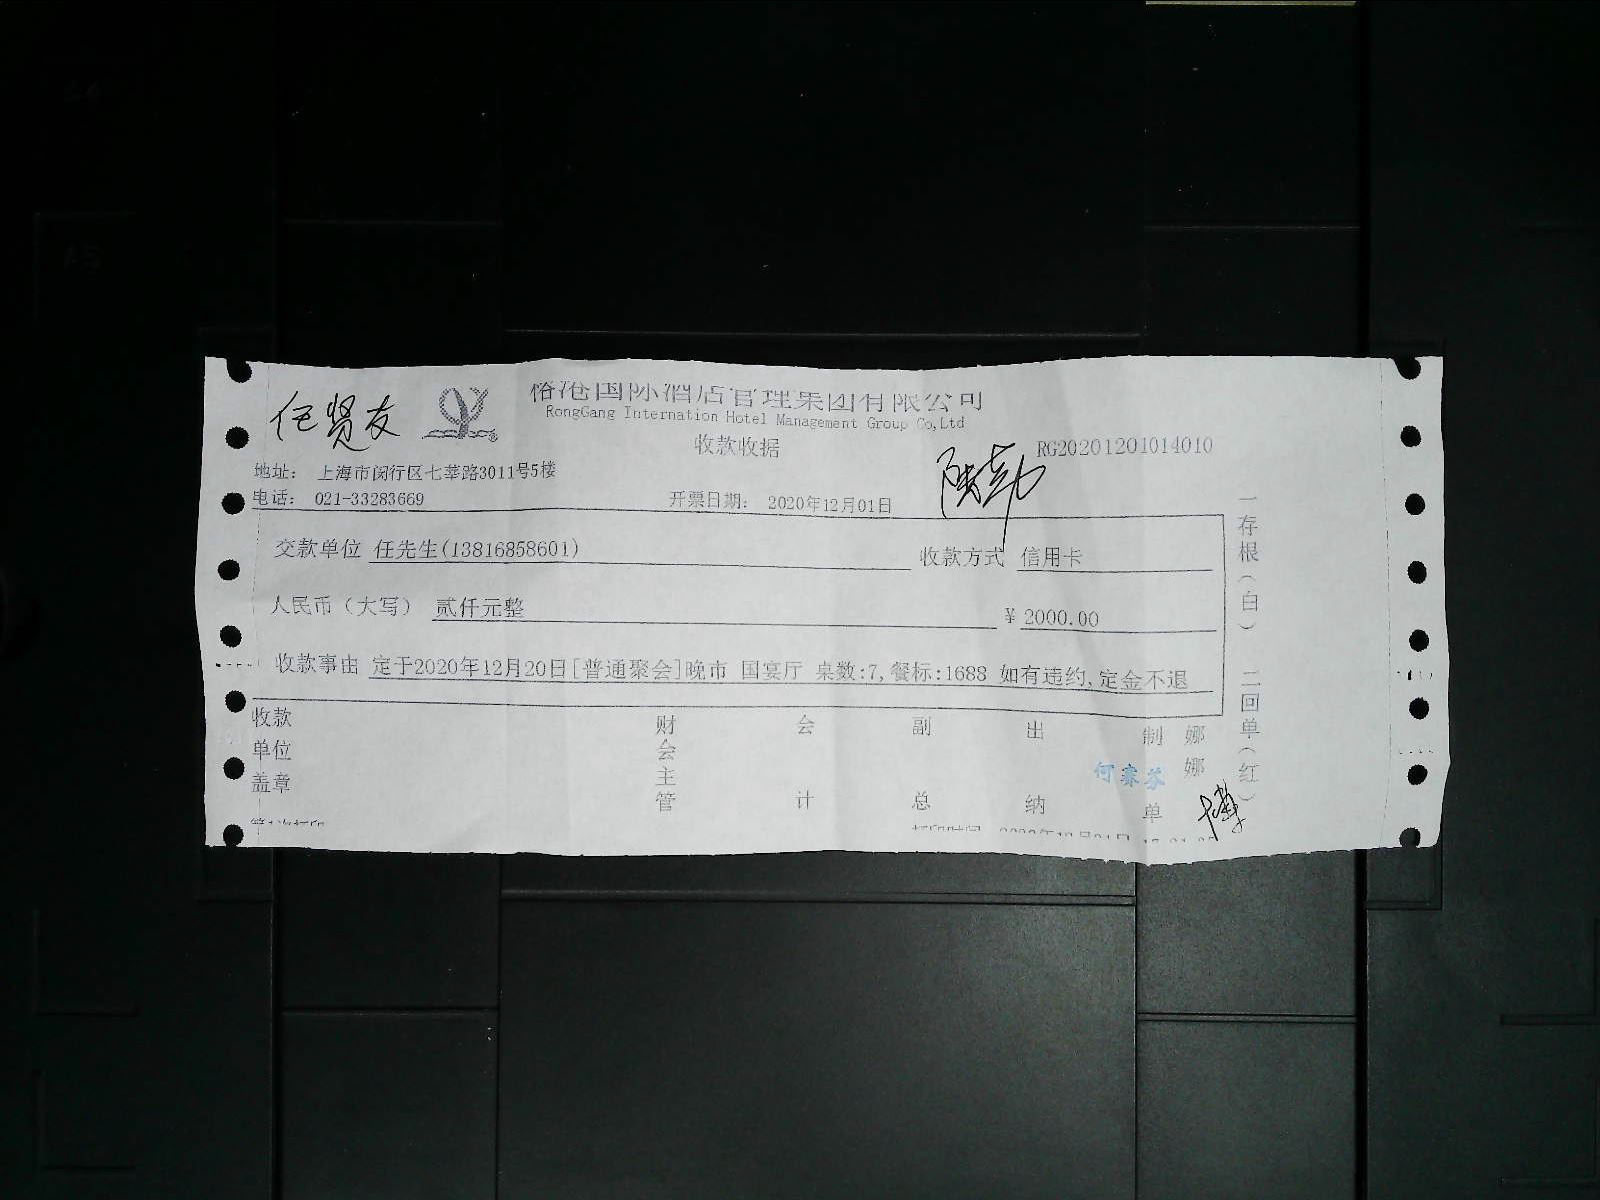 任贤友
榕港国际酒店管理集团有限公司
RongGang Internation Hotel Management Group Co,Ltd
收款收据
RG20201201014010
地址： 上海市闵行区七莘路3011号5楼
电话： 021-33283669
开票日期： 2020年12月01日
交款单位 任先生(13816858601)
收款方式 信用卡
人民币（大写） 贰仟元整
￥ 2000.00
收款事由 定于2020年12月20日[普通聚会]晚市 国宴厅 桌数:7,餐标:1688 如有违约,定金不退
收款单位盖章
财会主管
会计
副总
出纳
制单
娜娜
一存根（白） 二回单（红）